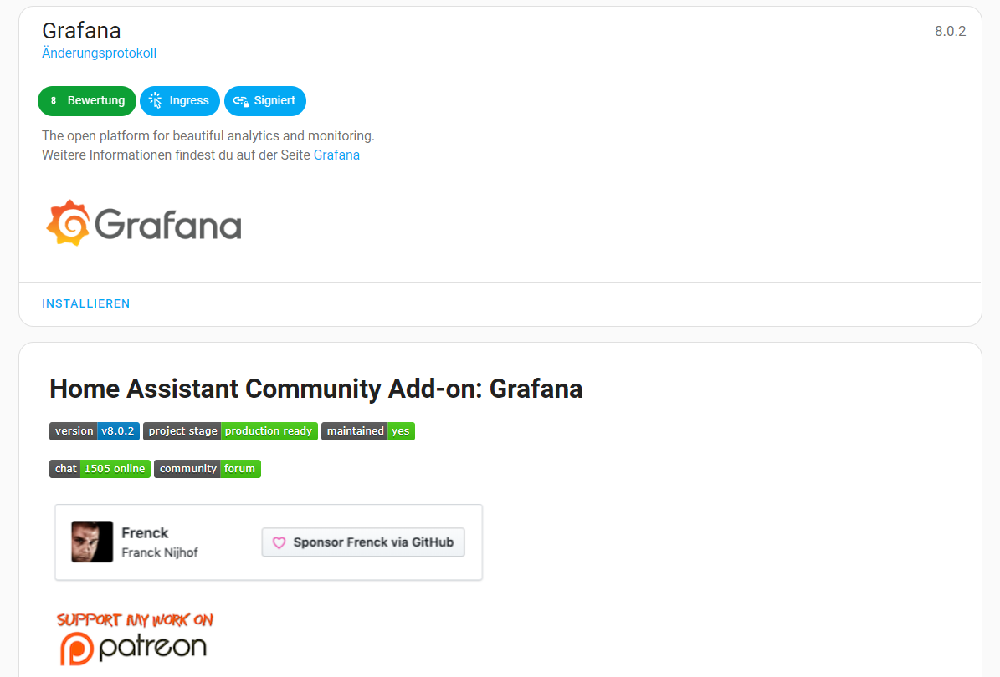 Grafana
8.0.2
Änderungsprotokoll
8 Bewertung Ingress Signiert
The open platform for beautiful analytics and monitoring.
Weitere Informationen findest du auf der Seite Grafana
Grafana
INSTALLIEREN
Home Assistant Community Add-on: Grafana
version v8.0.2 project stage production ready maintained yes
chat 1505 online community forum
Frenck
Franck Nijhof
Sponsor Frenck via GitHub
SUPPORT MY WORK ON
patreon